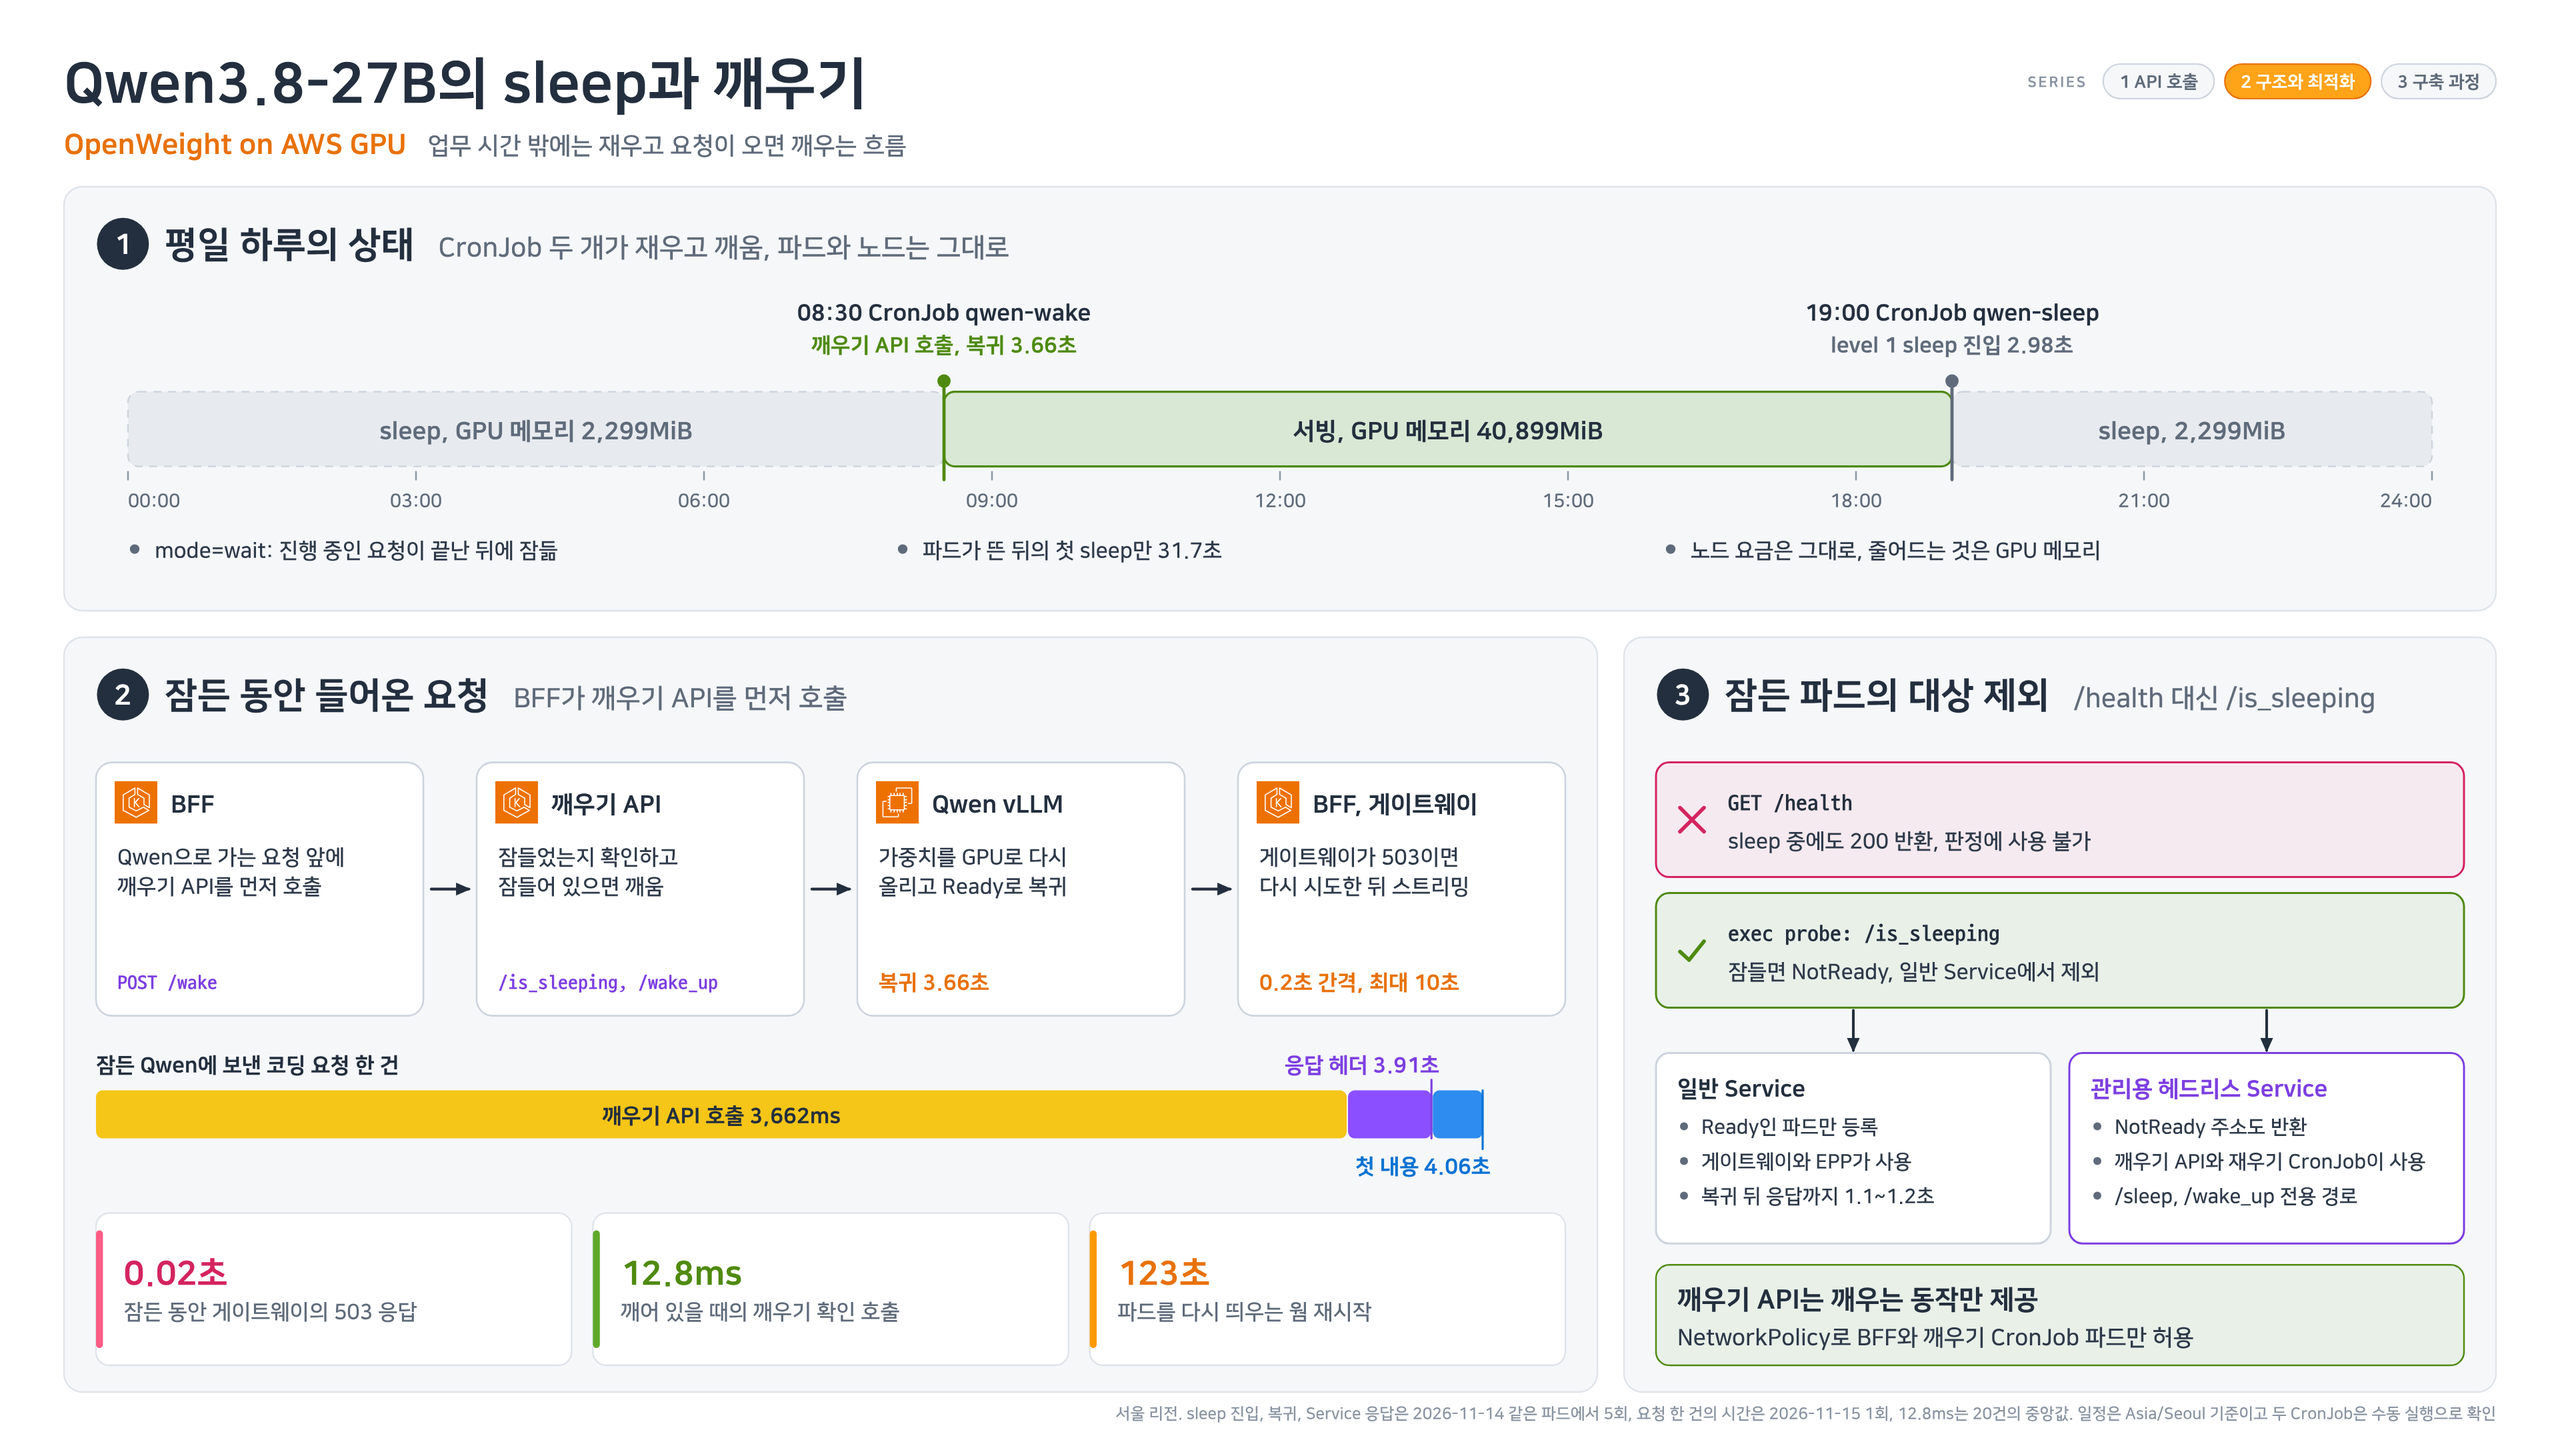 Qwen3.8-27B의 sleep과 깨우기
SERIES
1 API 호출
2 구조와 최적화
3 구축 과정
OpenWeight on AWS GPU 업무 시간 밖에는 재우고 요청이 오면 깨우는 흐름
1 평일 하루의 상태 CronJob 두 개가 재우고 깨움, 파드와 노드는 그대로
08:30 CronJob qwen-wake
깨우기 API 호출, 복귀 3.66초
19:00 CronJob qwen-sleep
level 1 sleep 진입 2.98초
sleep, GPU 메모리 2,299MiB
서빙, GPU 메모리 40,899MiB
sleep, 2,299MiB
00:00 03:00 06:00 09:00 12:00 15:00 18:00 21:00 24:00
mode=wait: 진행 중인 요청이 끝난 뒤에 잠듦
파드가 뜬 뒤의 첫 sleep만 31.7초
노드 요금은 그대로, 줄어드는 것은 GPU 메모리
2 잠든 동안 들어온 요청 BFF가 깨우기 API를 먼저 호출
BFF
Qwen으로 가는 요청 앞에
깨우기 API를 먼저 호출
POST /wake
깨우기 API
잠들었는지 확인하고
잠들어 있으면 깨움
/is_sleeping, /wake_up
Qwen vLLM
가중치를 GPU로 다시
올리고 Ready로 복귀
복귀 3.66초
BFF, 게이트웨이
게이트웨이가 503이면
다시 시도한 뒤 스트리밍
0.2초 간격, 최대 10초
잠든 Qwen에 보낸 코딩 요청 한 건
응답 헤더 3.91초
깨우기 API 호출 3,662ms
첫 내용 4.06초
0.02초
잠든 동안 게이트웨이의 503 응답
12.8ms
깨어 있을 때의 깨우기 확인 호출
123초
파드를 다시 띄우는 웜 재시작
3 잠든 파드의 대상 제외 /health 대신 /is_sleeping
GET /health
sleep 중에도 200 반환, 판정에 사용 불가
exec probe: /is_sleeping
잠들면 NotReady, 일반 Service에서 제외
일반 Service
Ready인 파드만 등록
게이트웨이와 EPP가 사용
복귀 뒤 응답까지 1.1~1.2초
관리용 헤드리스 Service
NotReady 주소도 반환
깨우기 API와 재우기 CronJob이 사용
/sleep, /wake_up 전용 경로
깨우기 API는 깨우는 동작만 제공
NetworkPolicy로 BFF와 깨우기 CronJob 파드만 허용
서울 리전. sleep 진입, 복귀, Service 응답은 2026-11-14 같은 파드에서 5회, 요청 한 건의 시간은 2026-11-15 1회, 12.8ms는 20건의 중앙값. 일정은 Asia/Seoul 기준이고 두 CronJob은 수동 실행으로 확인